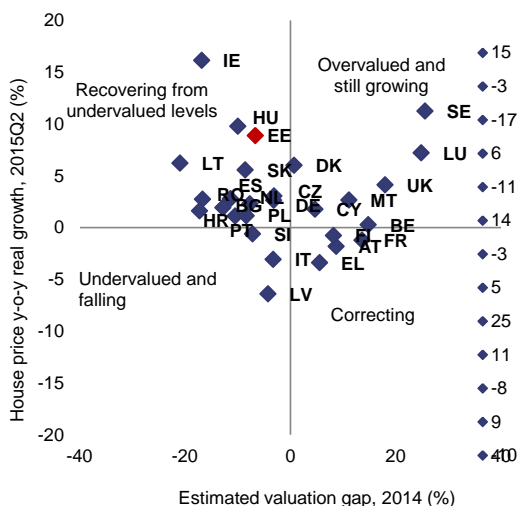 20
15
10
5
0
-5
-10
-15
-20
House price y-o-y real growth, 2015Q2 (%)
Recovering from
undervalued levels
Overvalued and
still growing
Undervalued and
falling
Correcting
IE
HU
EE
SE
LT
SK
DK
LU
ES
CZ
UK
RO
NL
MT
BG
DE
CY
HR
PL
BE
PT
SI
FI
FR
AT
IT
EL
LV
-20
0
20
40
Estimated valuation gap, 2014 (%)
15
-3
-17
6
-11
14
-3
5
25
11
-8
9
-10